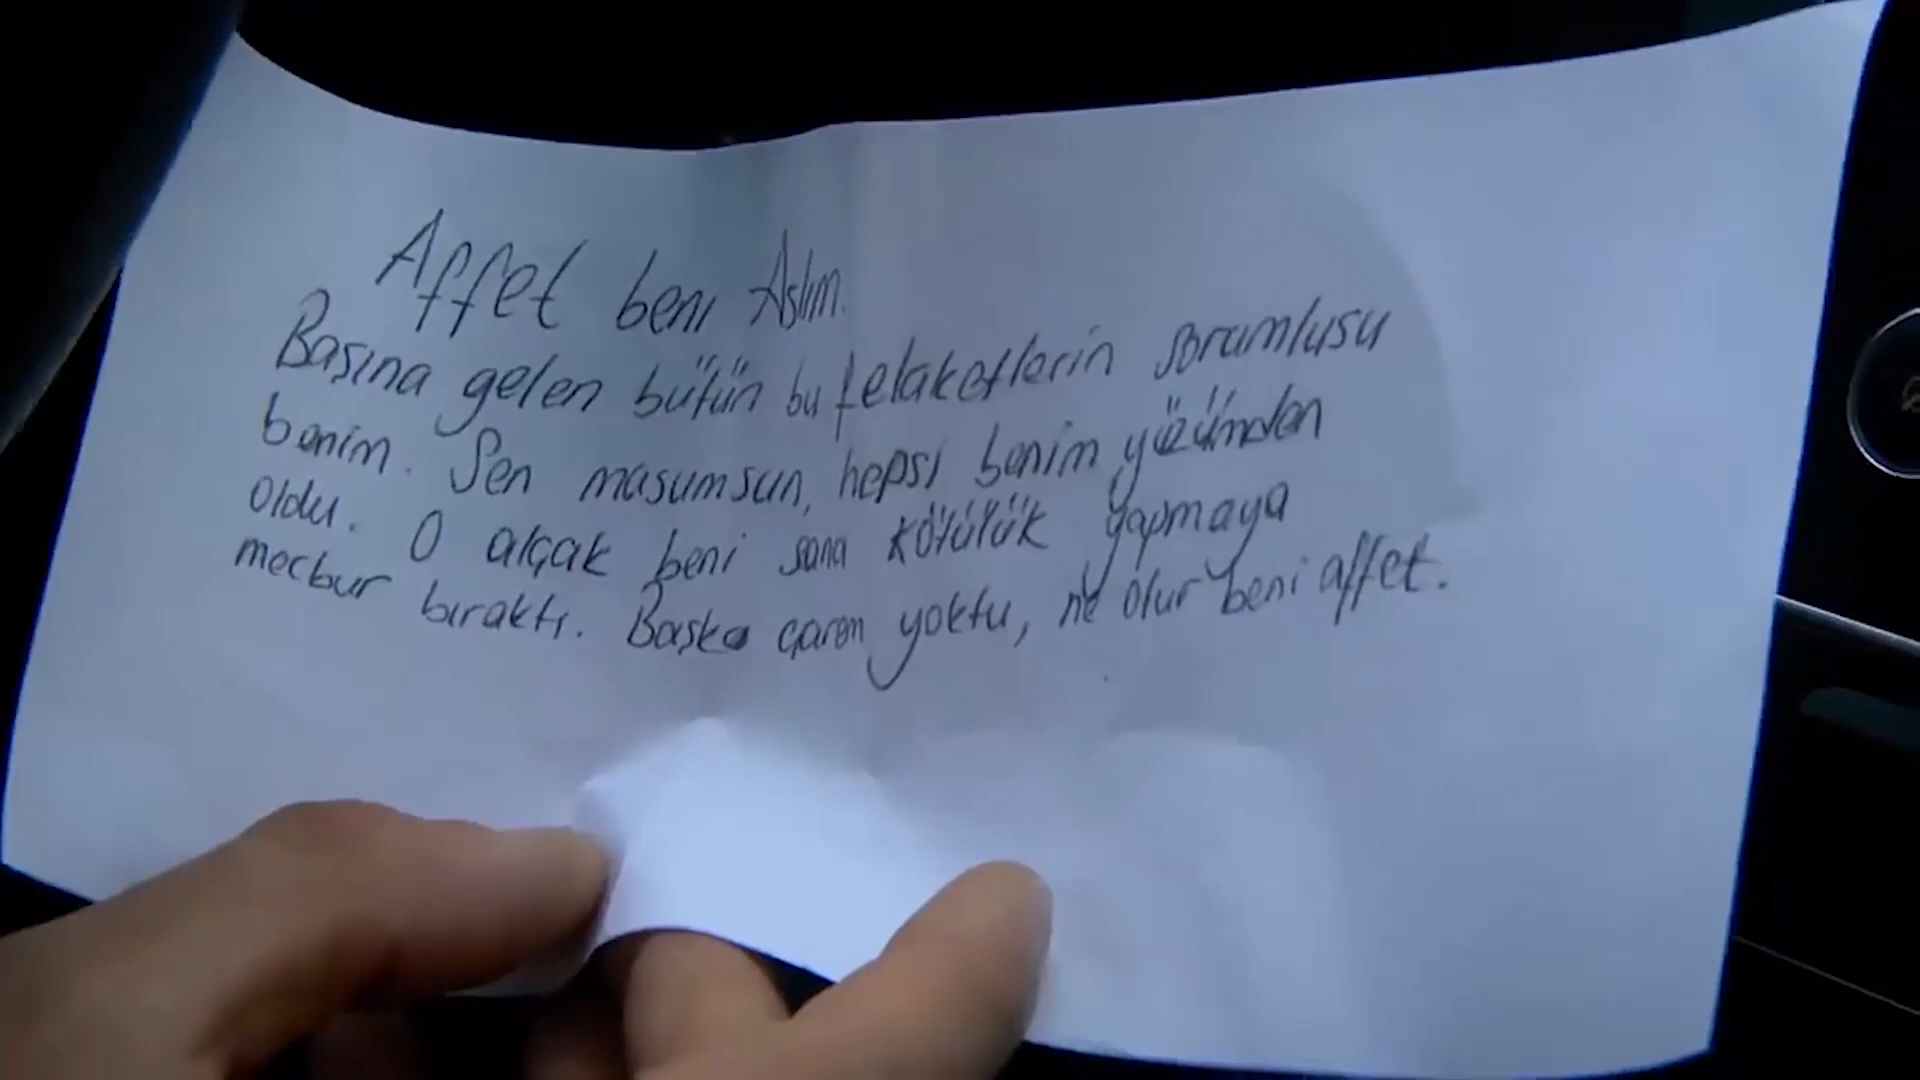 Affet beni Aslım.
Başına gelen bütün bu felaketlerin sorumlusu
benim. Sen masumsun, hepsi benim yüzümden
oldu. O alçak beni sana kötülük yapmaya
mecbur bıraktı. Başka çarem yoktu, ne olur beni affet.